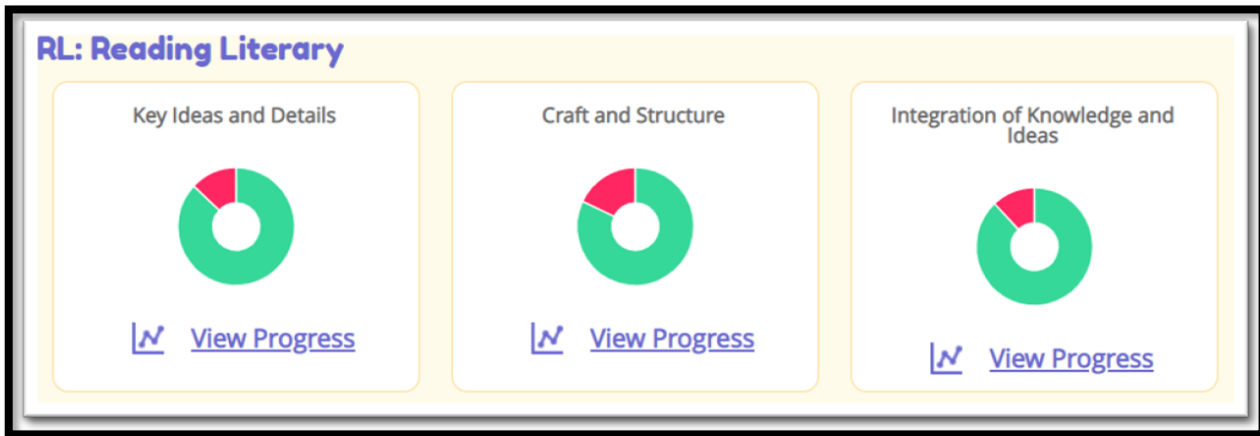 RL: Reading Literary
Key Ideas and Details
View Progress
Craft and Structure
View Progress
Integration of Knowledge and
Ideas
View Progress